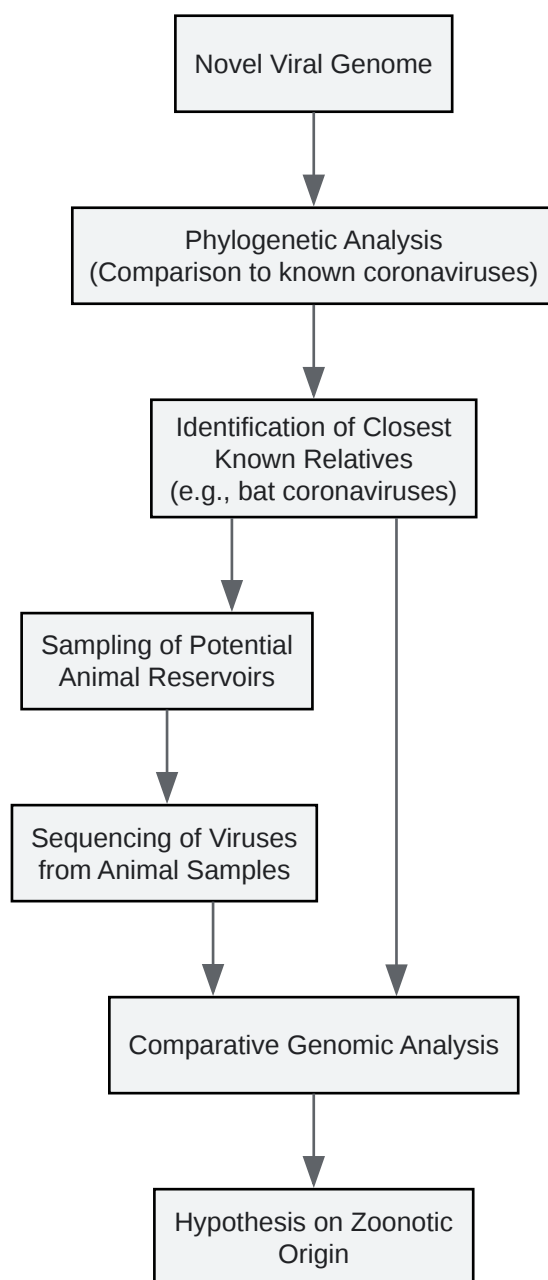 Novel Viral Genome
Phylogenetic Analysis
(Comparison to known coronaviruses)
Identification of Closest
Known Relatives
(e.g., bat coronaviruses)
Sampling of Potential
Animal Reservoirs
Sequencing of Viruses
from Animal Samples
Comparative Genomic Analysis
Hypothesis on Zoonotic
Origin